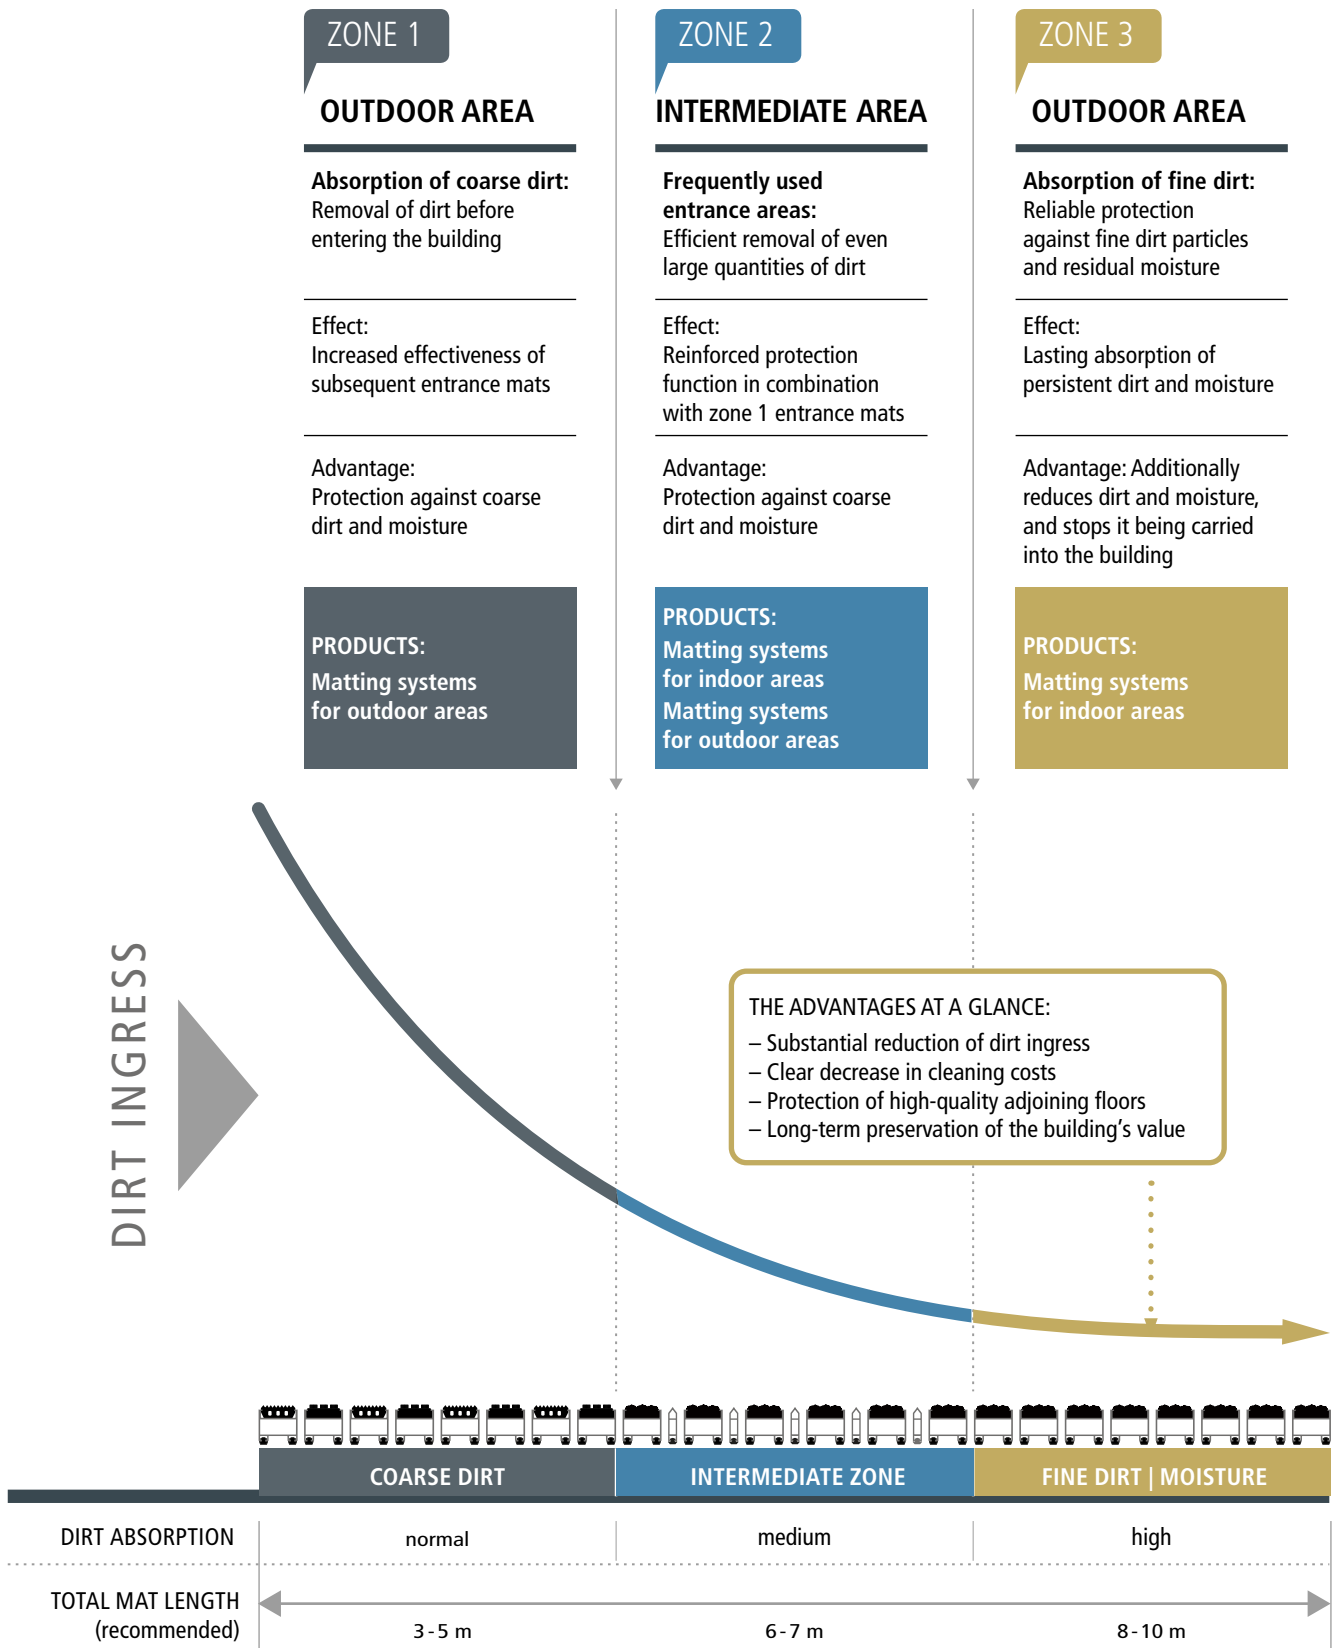 ZONE 1
OUTDOOR AREA
Absorption of coarse dirt:
Removal of dirt before
entering the building
Effect:
Increased effectiveness of
subsequent entrance mats
Advantage:
Protection against coarse
dirt and moisture
PRODUCTS:
Matting systems
for outdoor areas
ZONE 2
INTERMEDIATE AREA
Frequently used
entrance areas:
Efficient removal of even
large quantities of dirt
Effect:
Reinforced protection
function in combination
with zone 1 entrance mats
Advantage:
Protection against coarse
dirt and moisture
PRODUCTS:
Matting systems
for indoor areas
Matting systems
for outdoor areas
ZONE 3
OUTDOOR AREA
Absorption of fine dirt:
Reliable protection
against fine dirt particles
and residual moisture
Effect:
Lasting absorption of
persistent dirt and moisture
Advantage: Additionally
reduces dirt and moisture,
and stops it being carried
into the building
PRODUCTS:
Matting systems
for indoor areas
DIRT INGRESS
THE ADVANTAGES AT A GLANCE:
– Substantial reduction of dirt ingress
– Clear decrease in cleaning costs
– Protection of high-quality adjoining floors
– Long-term preservation of the building’s value
COARSE DIRT
INTERMEDIATE ZONE
FINE DIRT | MOISTURE
DIRT ABSORPTION
normal
medium
high
TOTAL MAT LENGTH
(recommended)
3-5 m
6-7 m
8-10 m